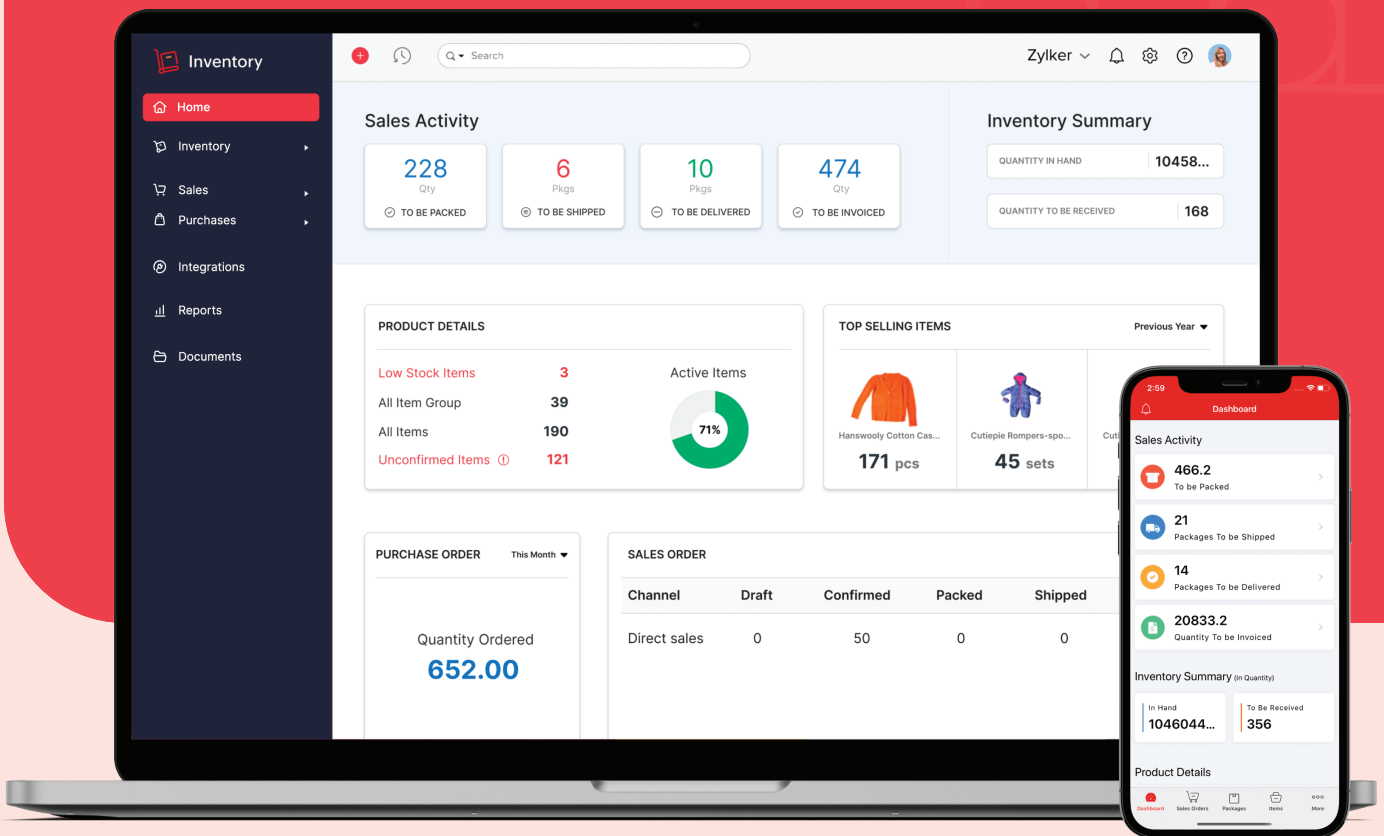 Inventory
Search
Zylker
Home
Inventory
Sales
Purchases
Integrations
Reports
Documents
Sales Activity
228
Qty
TO BE PACKED
6
Pkgs
TO BE SHIPPED
10
Pkgs
TO BE DELIVERED
474
Qty
TO BE INVOICED
Inventory Summary
QUANTITY IN HAND 10458...
QUANTITY TO BE RECEIVED 168
PRODUCT DETAILS
Low Stock Items 3
All Item Group 39
All Items 190
Unconfirmed Items 121
Active Items
71%
TOP SELLING ITEMS Previous Year
Hanswooly Cotton Cas...
171 pcs
Cutiepie Rompers-spo...
45 sets
PURCHASE ORDER This Month
Quantity Ordered
652.00
SALES ORDER
Channel Draft Confirmed Packed Shipped
Direct sales 0 50 0 0
2:59
Dashboard
Sales Activity
466.2
To be Packed
21
Packages To be Shipped
14
Packages To be Delivered
20833.2
Quantity To be Invoiced
Inventory Summary (In Quantity)
In Hand
1046044...
To Be Received
356
Product Details
Dashboard Sales Orders Packages Items More